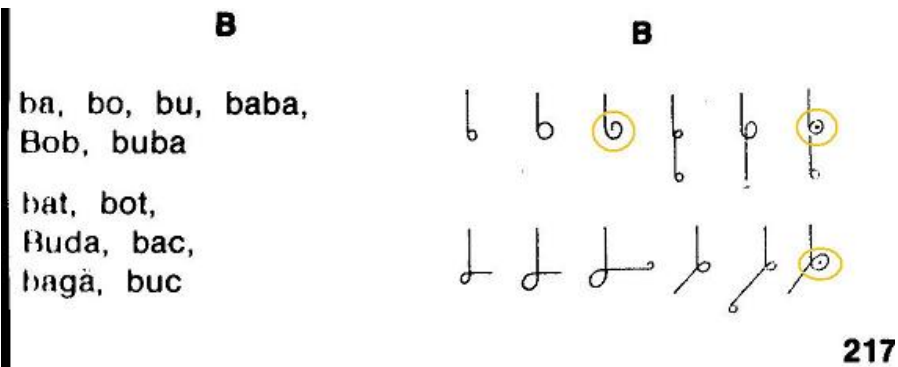 B
B
ba, bo, bu, baba,
Bob, buba
bat, bot,
Buda, bac,
bagă, buc
217